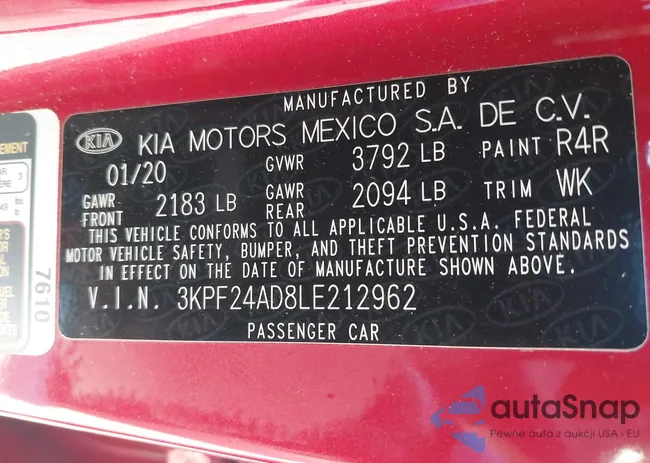 MANUFACTURED BY
KIA KIA MOTORS MEXICO S.A. DE C.V.
01/20 GVWR 3792 LB PAINT R4R
GAWR FRONT 2183 LB GAWR REAR 2094 LB TRIM WK
THIS VEHICLE CONFORMS TO ALL APPLICABLE U.S.A. FEDERAL
MOTOR VEHICLE SAFETY, BUMPER, AND THEFT PREVENTION STANDARDS
IN EFFECT ON THE DATE OF MANUFACTURE SHOWN ABOVE.
V.I.N. 3KPF24AD8LE212962
PASSENGER CAR
7610
autaSnap
Pewne auta z aukcji USA i EU